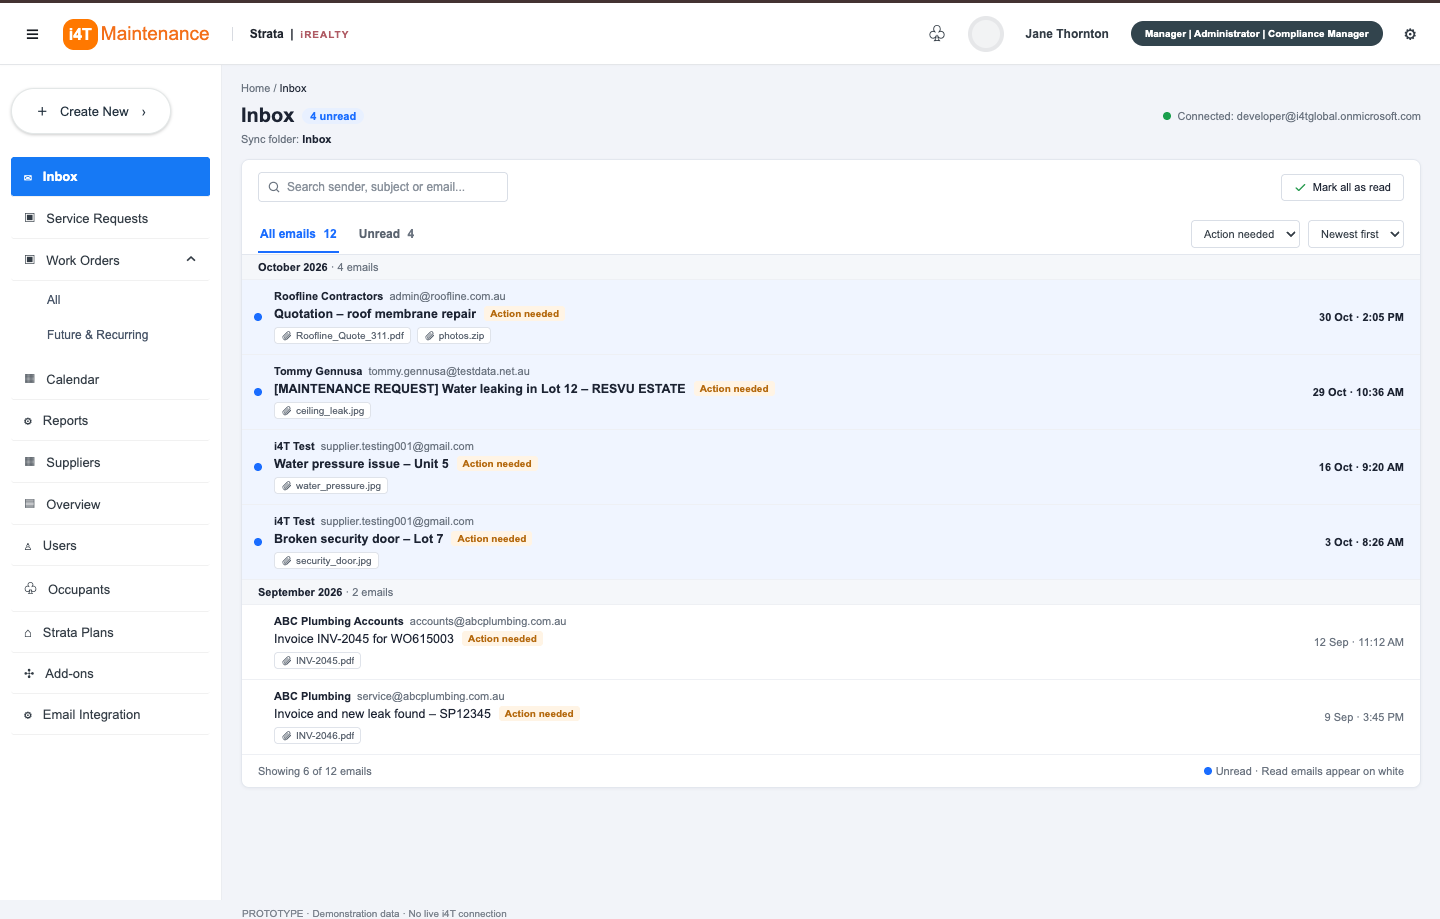 i4T Maintenance
Strata | iREALTY
Jane Thornton
Manager | Administrator | Compliance Manager
+ Create New ›
Inbox
Service Requests
Work Orders
All
Future & Recurring
Calendar
Reports
Suppliers
Overview
Users
Occupants
Strata Plans
Add-ons
Email Integration
Home / Inbox
Inbox 4 unread
Connected: developer@i4tglobal.onmicrosoft.com
Sync folder: Inbox
Search sender, subject or email...
Mark all as read
All emails 12 Unread 4
Action needed Newest first
October 2026 · 4 emails
Roofline Contractors admin@roofline.com.au
Quotation – roof membrane repair Action needed
30 Oct · 2:05 PM
Roofline_Quote_311.pdf photos.zip
Tommy Gennusa tommy.gennusa@testdata.net.au
[MAINTENANCE REQUEST] Water leaking in Lot 12 – RESVU ESTATE Action needed
29 Oct · 10:36 AM
ceiling_leak.jpg
i4T Test supplier.testing001@gmail.com
Water pressure issue – Unit 5 Action needed
16 Oct · 9:20 AM
water_pressure.jpg
i4T Test supplier.testing001@gmail.com
Broken security door – Lot 7 Action needed
3 Oct · 8:26 AM
security_door.jpg
September 2026 · 2 emails
ABC Plumbing Accounts accounts@abcplumbing.com.au
Invoice INV-2045 for WO615003 Action needed
12 Sep · 11:12 AM
INV-2045.pdf
ABC Plumbing service@abcplumbing.com.au
Invoice and new leak found – SP12345 Action needed
9 Sep · 3:45 PM
INV-2046.pdf
Showing 6 of 12 emails
Unread · Read emails appear on white
PROTOTYPE · Demonstration data · No live i4T connection